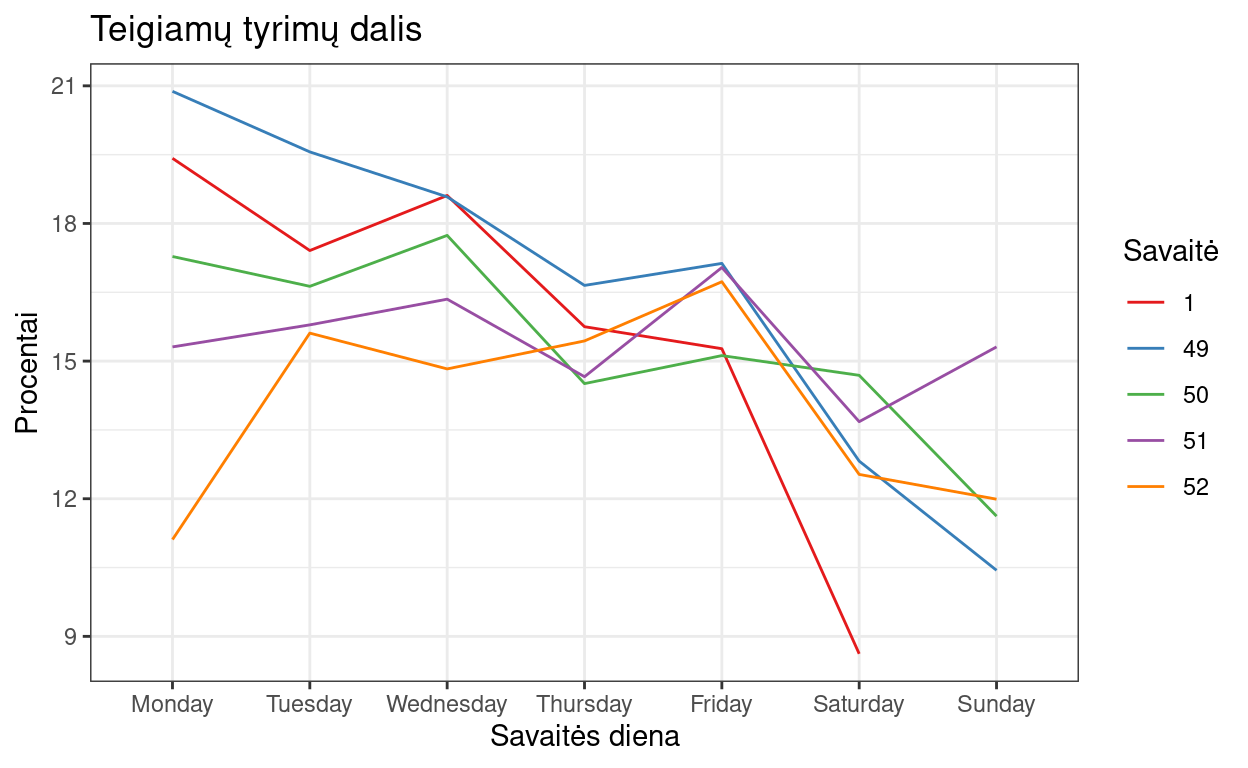 Teigiamų tyrimų dalis
Procentai
21
18
15
12
9
Monday Tuesday Wednesday Thursday Friday Saturday Sunday
Savaitės diena
Savaitė
1
49
50
51
52